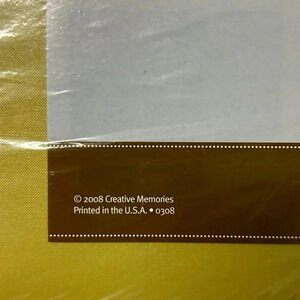 © 2008 Creative Memories
Printed in the U.S.A. • 0308